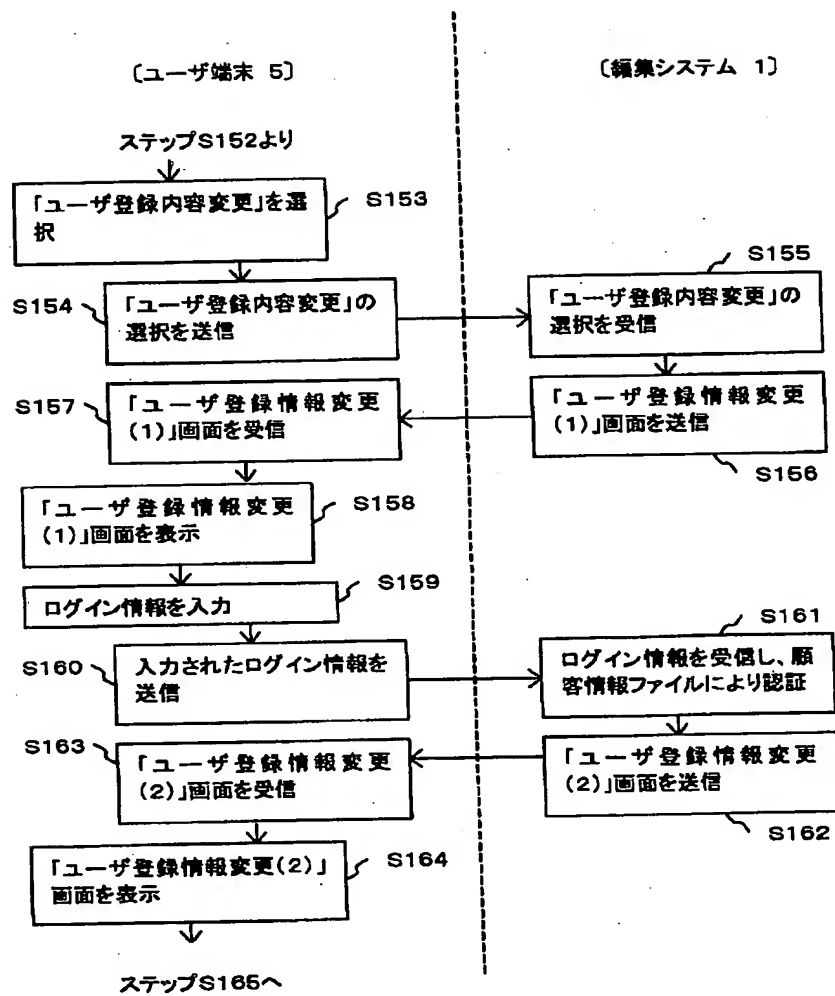 〔ユーザ端末 5〕
〔編集システム 1〕
ステップS152より
「ユーザ登録内容変更」を選
択
S153
S154
「ユーザ登録内容変更」の
選択を送信
S155
「ユーザ登録内容変更」の
選択を受信
S157
「ユーザ登録情報変更
(1)」画面を受信
「ユーザ登録情報変更
(1)」画面を送信
S156
「ユーザ登録情報変更
(1)」画面を表示
S158
ログイン情報を入力
S159
S160
入力されたログイン情報を
送信
S161
ログイン情報を受信し、顧
客情報ファイルにより認証
S163
「ユーザ登録情報変更
(2)」画面を受信
「ユーザ登録情報変更
(2)」画面を送信
S162
「ユーザ登録情報変更(2)」
画面を表示
S164
ステップS165へ